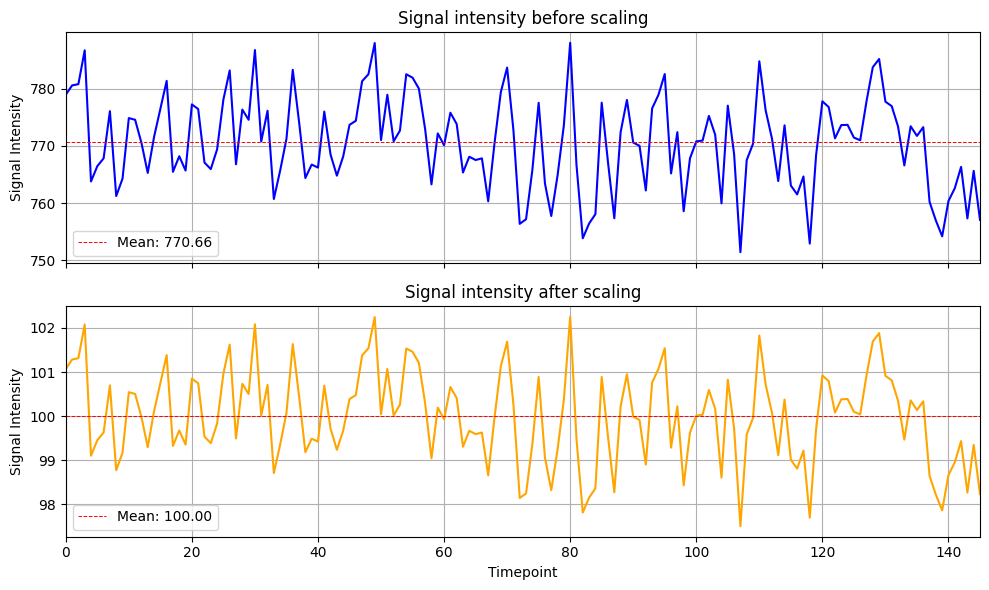 Signal intensity before scaling
Signal Intensity
780
770
760
750
Mean: 770.66
Signal intensity after scaling
Signal Intensity
102
101
100
99
98
Mean: 100.00
0 20 40 60 80 100 120 140
Timepoint